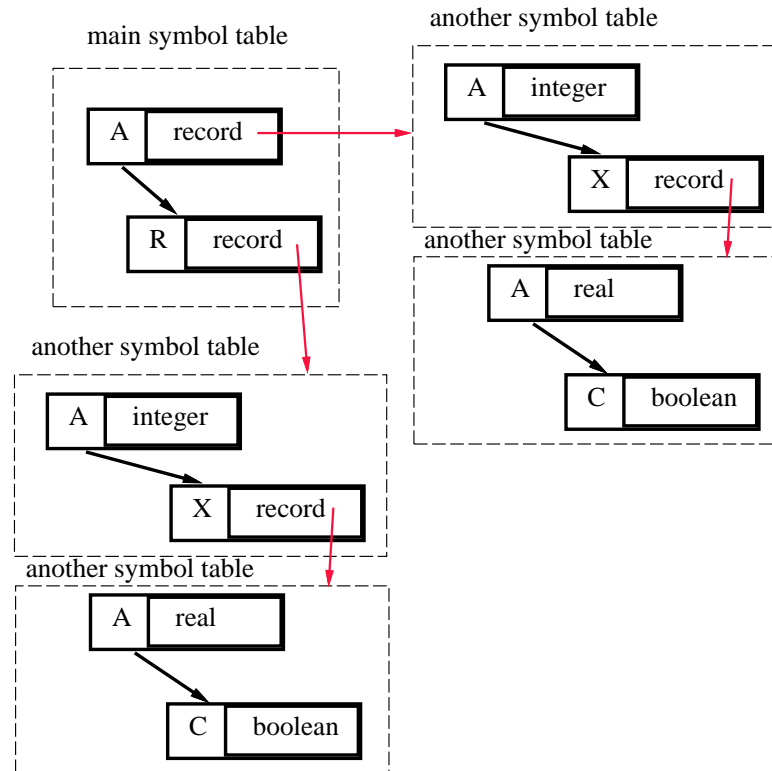 main symbol table
A record
R record
another symbol table
A integer
X record
another symbol table
A real
C boolean
another symbol table
A integer
X record
another symbol table
A real
C boolean